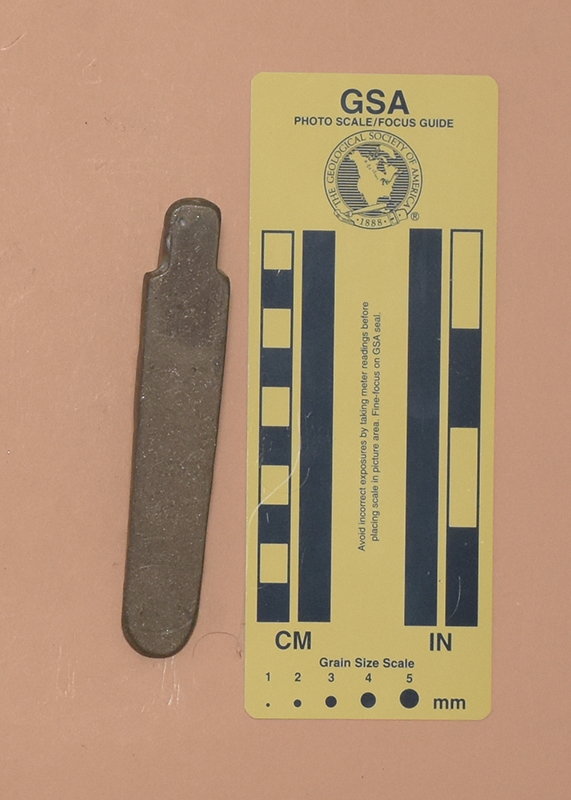 GSA
PHOTO SCALE/FOCUS GUIDE
THE GEOLOGICAL SOCIETY OF AMERICA
·1888·
®
Avoid incorrect exposures by taking meter readings before
placing scale in picture area. Fine-focus on GSA seal.
CM
IN
Grain Size Scale
1 2 3 4 5
mm